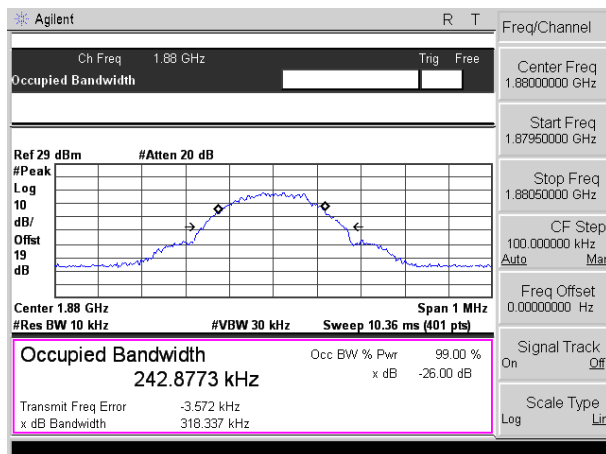 Agilent R T
Freq/Channel
Ch Freq 1.88 GHz Trig Free
Occupied Bandwidth
Center Freq
1.88000000 GHz
Start Freq
1.87950000 GHz
Stop Freq
1.88050000 GHz
CF Step
100.000000 kHz
Auto Man
Freq Offset
0.00000000 Hz
Signal Track
On Off
Scale Type
Log Lin
Ref 29 dBm #Atten 20 dB
#Peak
Log
10
dB/
Offst
19
dB
Center 1.88 GHz Span 1 MHz
#Res BW 10 kHz #VBW 30 kHz Sweep 10.36 ms (401 pts)
Occupied Bandwidth Occ BW % Pwr 99.00 %
242.8773 kHz x dB -26.00 dB
Transmit Freq Error -3.572 kHz
x dB Bandwidth 318.337 kHz